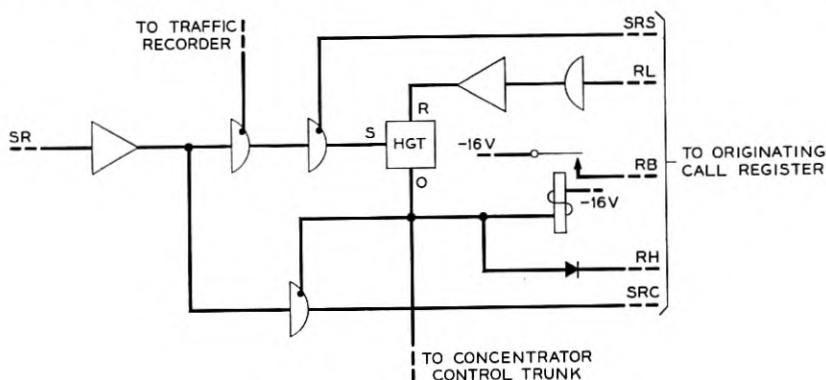 TO TRAFFIC
RECORDER
SRS
RL
R
SR
S
HGT
-16V
TO ORIGINATING
CALL REGISTER
RB
O
-16V
RH
SRC
TO CONCENTRATOR
CONTROL TRUNK